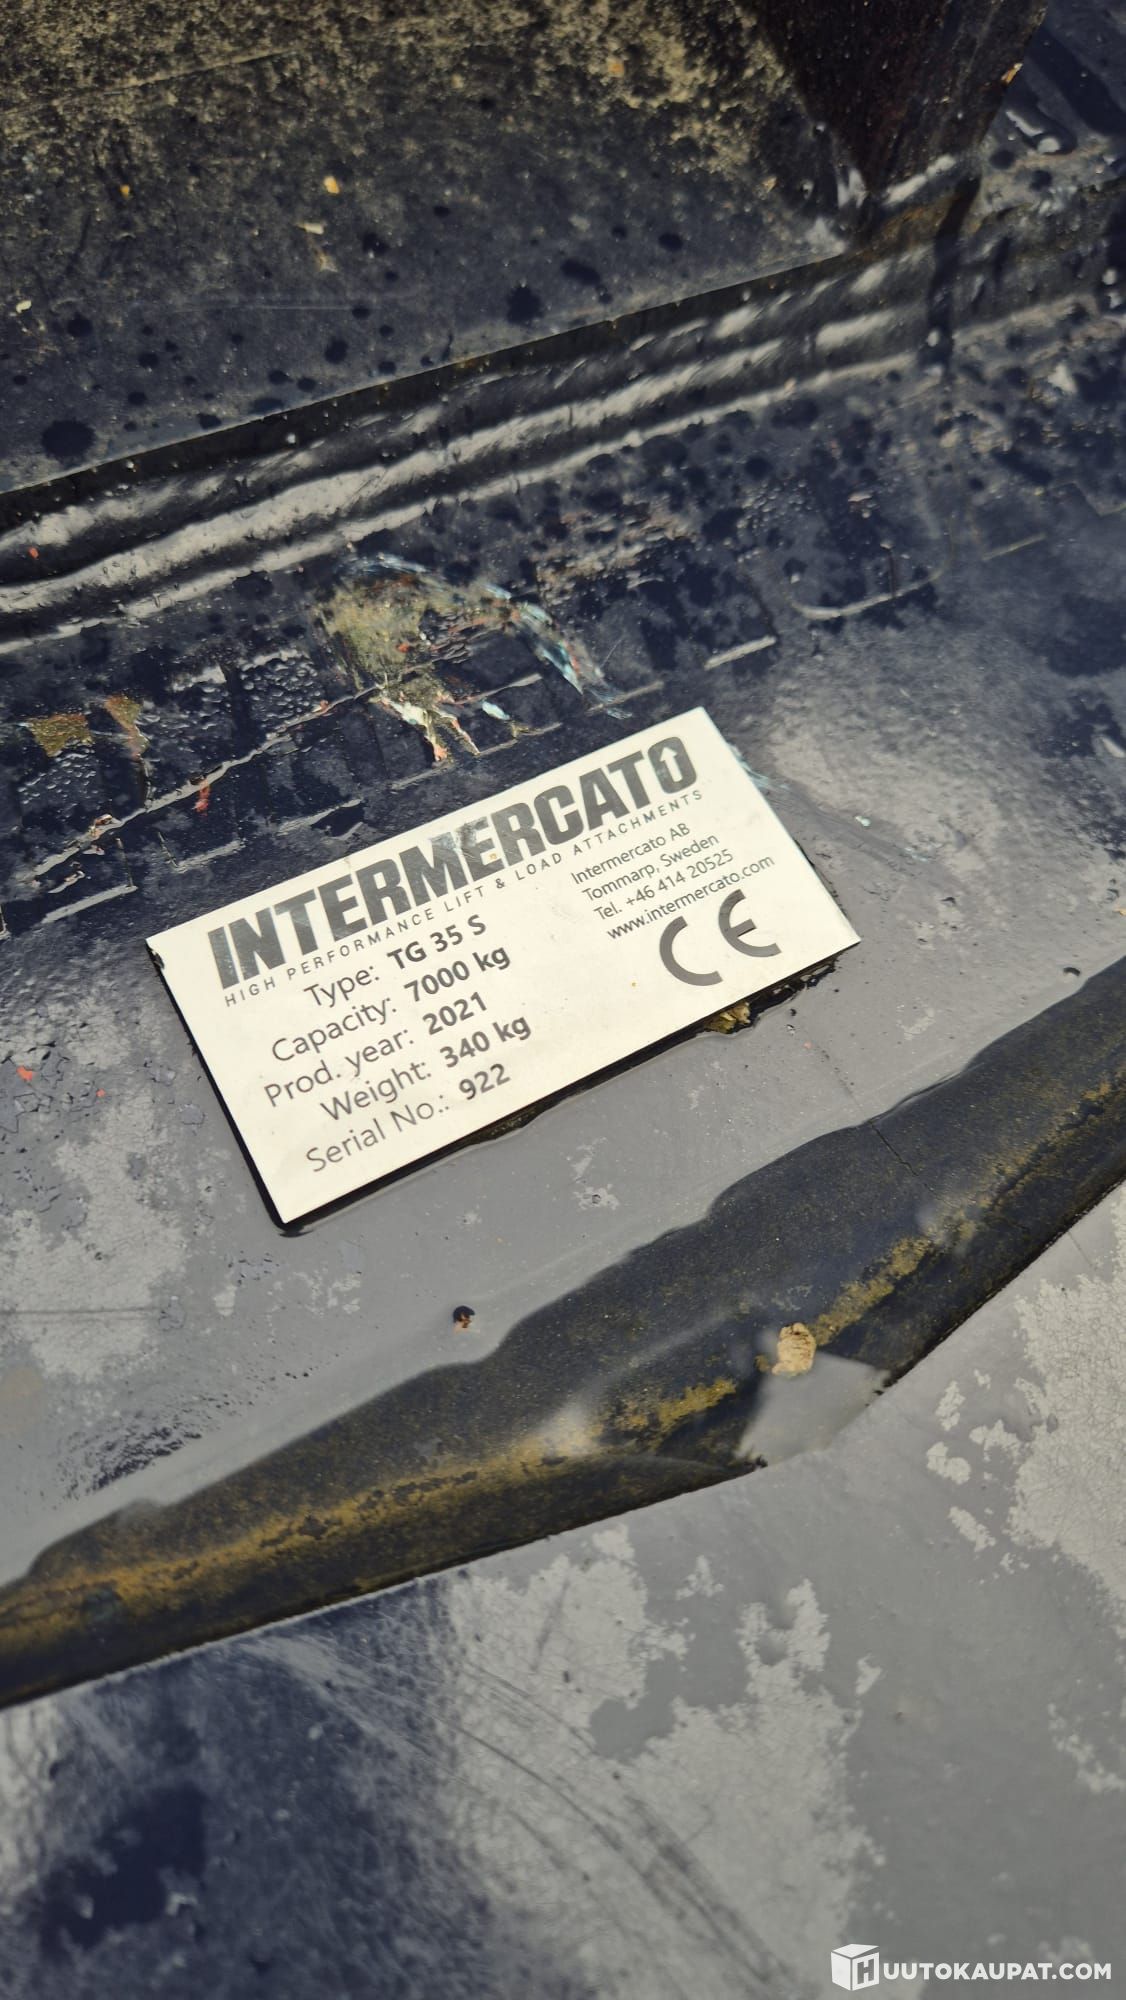 INTERMERCATO
HIGH PERFORMANCE LIFT & LOAD ATTACHMENTS
Type: TG 35 S
Capacity: 7000 kg
Prod. year: 2021
Weight: 340 kg
Serial No.: 922
Intermercato AB
Tommarp, Sweden
Tel. +46 414 20525
www.intermercato.com
CE
HUUTOKAUPAT.COM